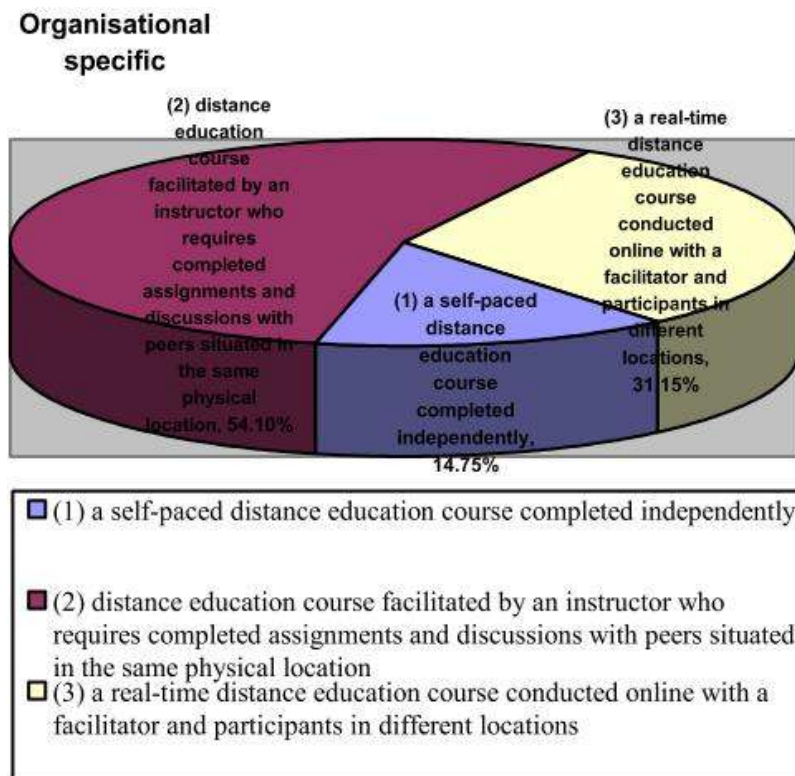 Organisational
specific
(2) distance
education
course
facilitated by an
instructor who
requires
completed
assignments and
discussions with
peers situated in
the same
physical
location, 54.10%
(3) a real-time
distance
education
course
conducted
online with a
facilitator and
participants in
different
locations,
31.15%
(1) a self-paced
distance
education
course
completed
independently,
14.75%
(1) a self-paced distance education course completed independently
(2) distance education course facilitated by an instructor who
requires completed assignments and discussions with peers situated
in the same physical location
(3) a real-time distance education course conducted online with a
facilitator and participants in different locations